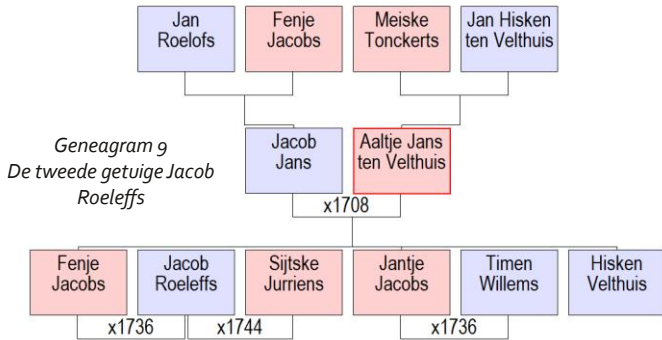 Jan
Roelofs
Fenje
Jacobs
Meiske
Tonckerts
Jan Hisken
ten Velthuis
Geneagram 9
De tweede getuige Jacob
Roeleffs
Jacob
Jans
Aaltje Jans
ten Velthuis
x1708
Fenje
Jacobs
Jacob
Roeleffs
Sijtske
Jurriens
Jantje
Jacobs
Timen
Willems
Hisken
Velthuis
x1736
x1744
x1736